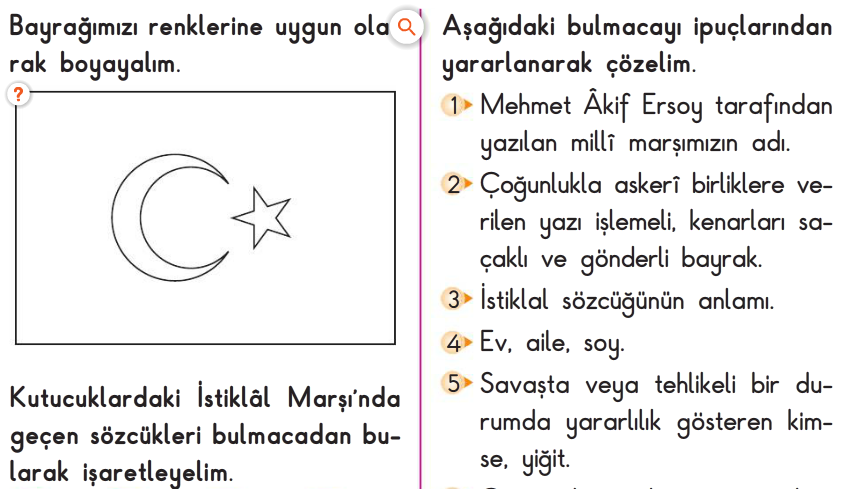 Bayrağımızı renklerine uygun ola
rak boyayalım.
?
Kutucuklardaki İstiklâl Marşı'nda
geçen sözcükleri bulmacadan bu-
larak işaretleyelim.
Aşağıdaki bulmacayı ipuçlarından
yararlanarak çözelim.
1 Mehmet Âkif Ersoy tarafından
yazılan millî marşımızın adı.
2 Çoğunlukla askerî birliklere ve-
rilen yazı işlemeli, kenarları sa-
çaklı ve gönderli bayrak.
3 İstiklal sözcüğünün anlamı.
4 Ev, aile, soy.
5 Savaşta veya tehlikeli bir du-
rumda yararlılık gösteren kim-
se, yiğit.